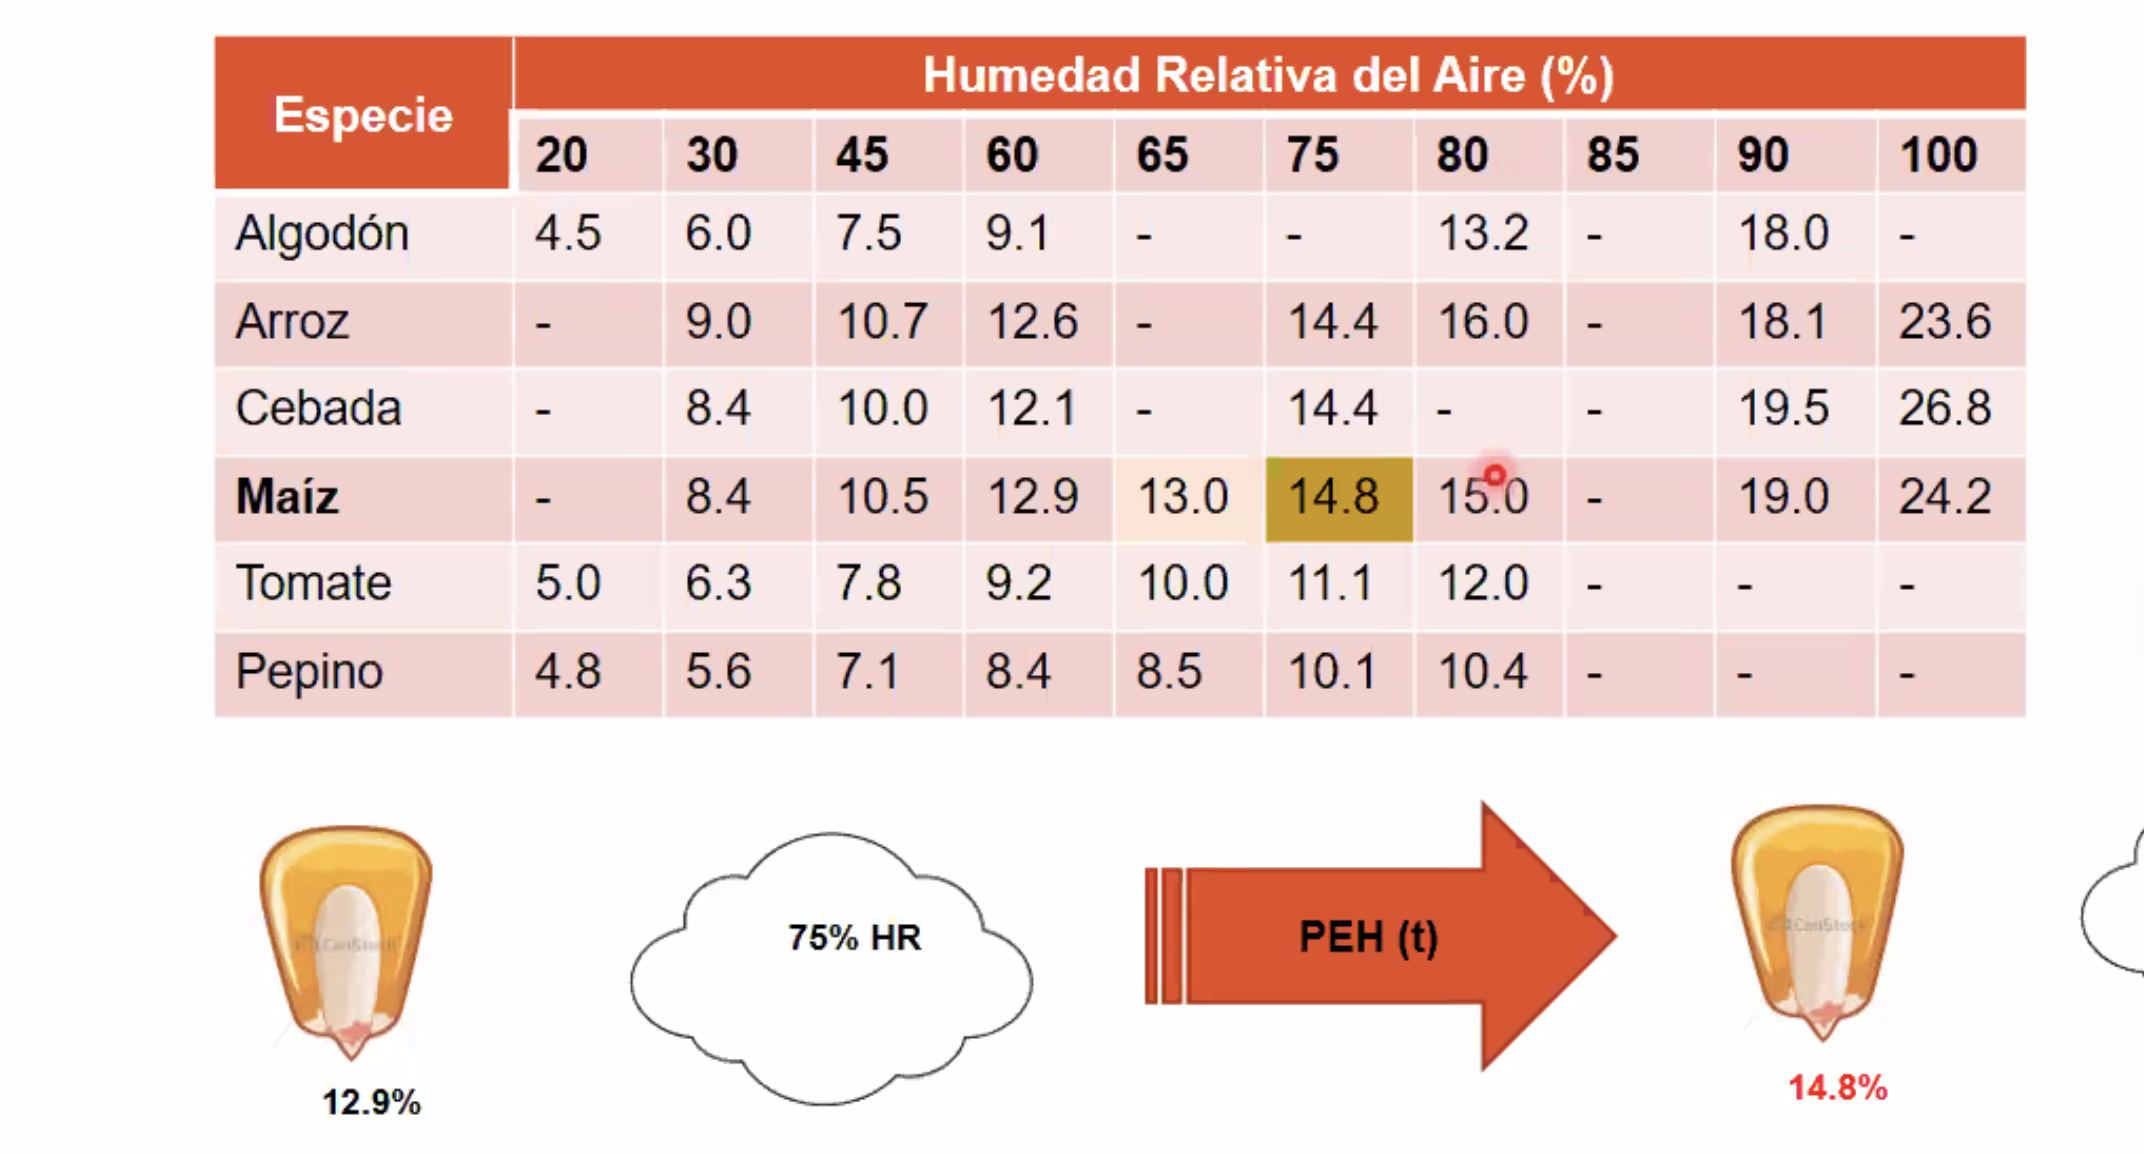 Especie
Humedad Relativa del Aire (%)
20 30 45 60 65 75 80 85 90 100
Algodón 4.5 6.0 7.5 9.1 - - 13.2 - 18.0 -
Arroz - 9.0 10.7 12.6 - 14.4 16.0 - 18.1 23.6
Cebada - 8.4 10.0 12.1 - 14.4 - - 19.5 26.8
Maíz - 8.4 10.5 12.9 13.0 14.8 15.0 - 19.0 24.2
Tomate 5.0 6.3 7.8 9.2 10.0 11.1 12.0 - - -
Pepino 4.8 5.6 7.1 8.4 8.5 10.1 10.4 - - -
75% HR
PEH (t)
CanStock
CanStock
12.9%
14.8%